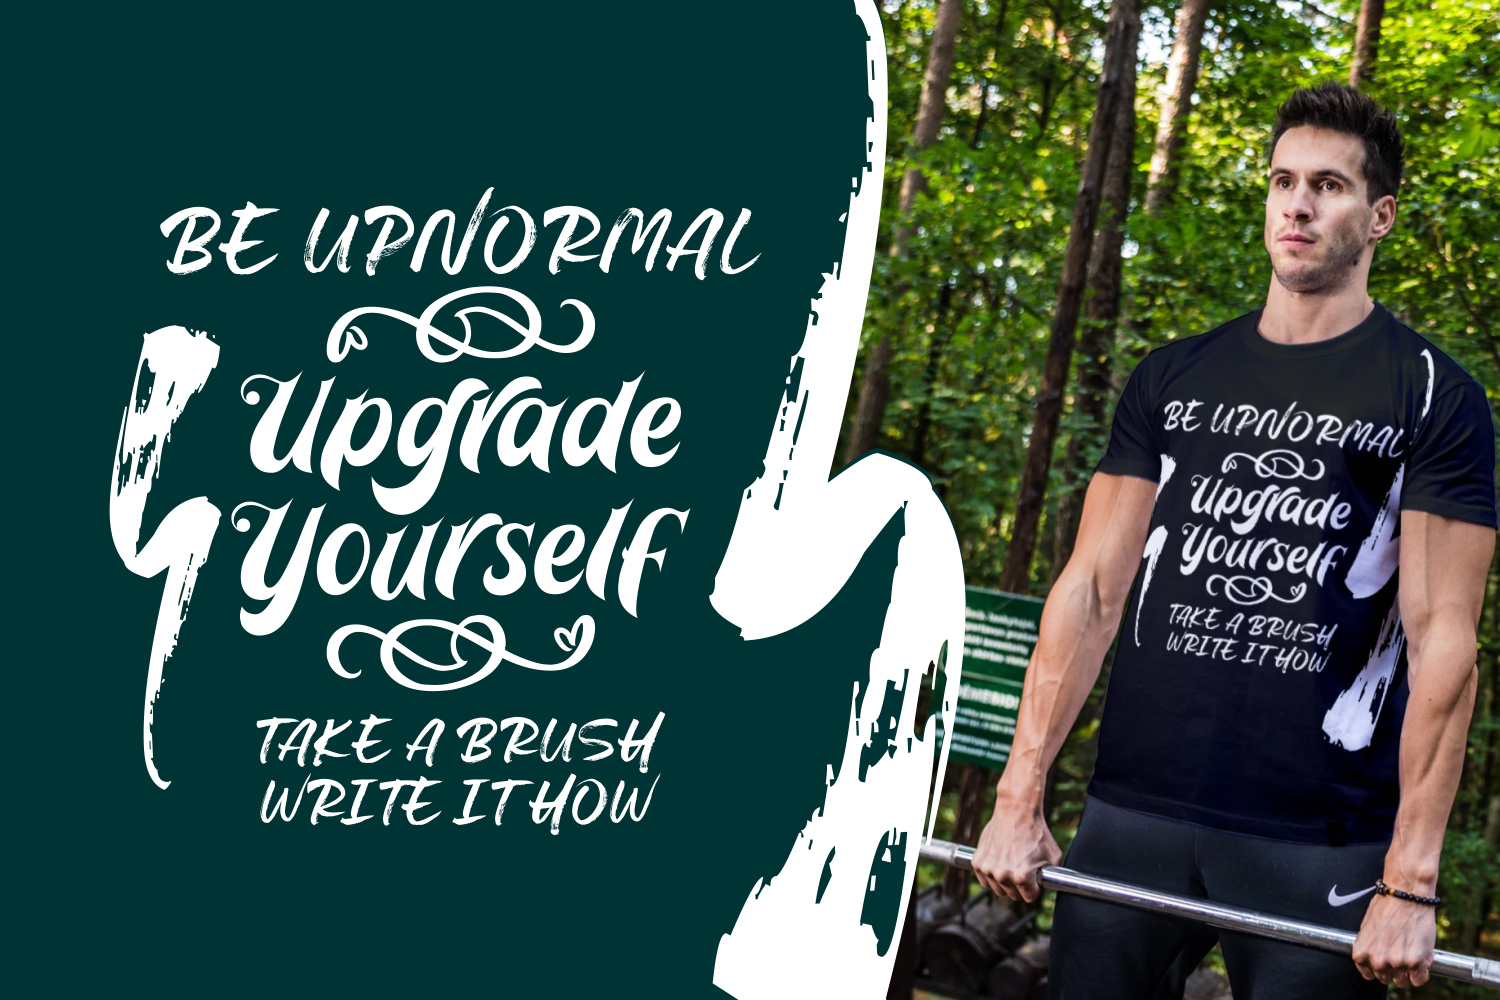 BE UPNORMAL
Upgrade
Yourself
TAKE A BRUSH
WRITE IT HOW
BE UPNORMAL
Upgrade
Yourself
TAKE A BRUSH
WRITE IT HOW